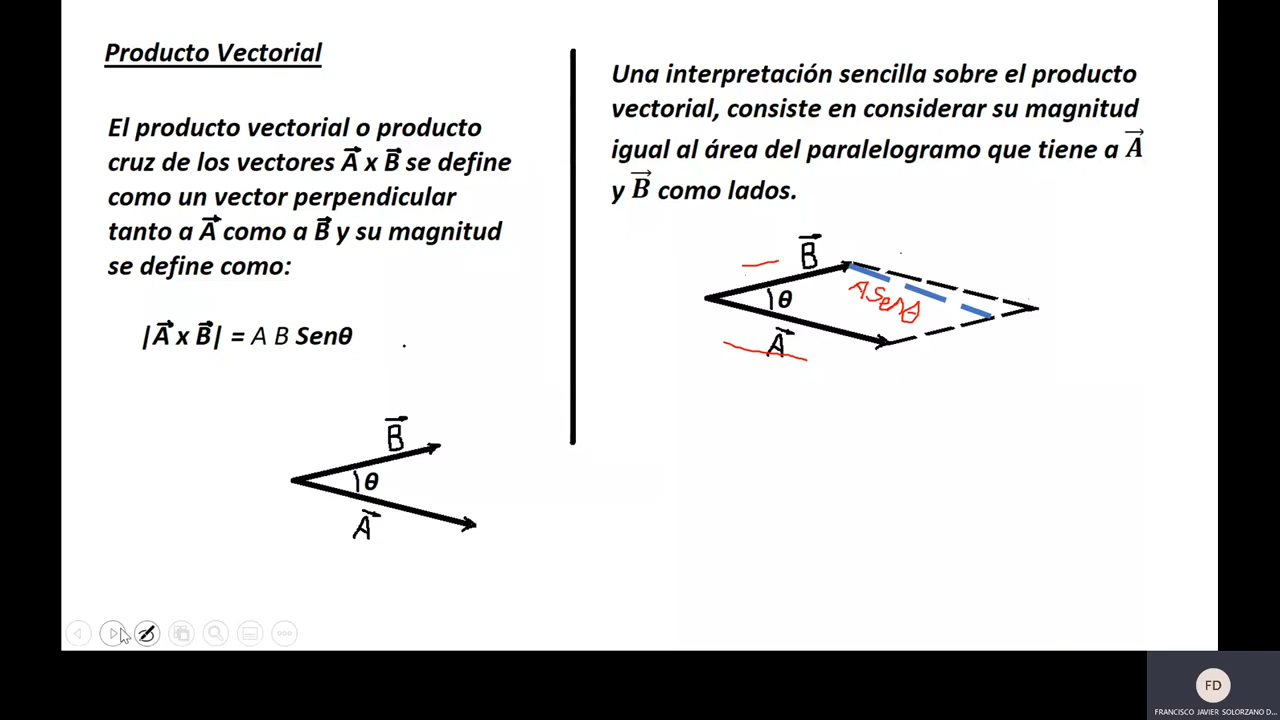 Producto Vectorial
El producto vectorial o producto
cruz de los vectores A⃗ x B⃗ se define
como un vector perpendicular
tanto a A⃗ como a B⃗ y su magnitud
se define como:
|A⃗ x B⃗| = A B Senθ
B⃗
θ
A⃗
Una interpretación sencilla sobre el producto
vectorial, consiste en considerar su magnitud
igual al área del paralelogramo que tiene a A⃗
y B⃗ como lados.
B⃗
θ
ASenθ
A⃗
FD
FRANCISCO JAVIER SOLORZANO D...